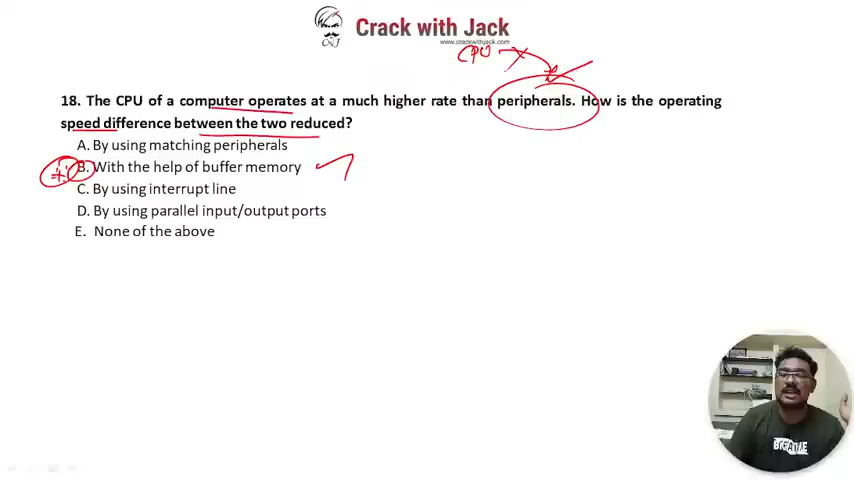 Crack with Jack
www.crackwithjack.com
CPU
18. The CPU of a computer operates at a much higher rate than peripherals. How is the operating
speed difference between the two reduced?
A. By using matching peripherals
B. With the help of buffer memory
C. By using interrupt line
D. By using parallel input/output ports
E. None of the above
BREATHE